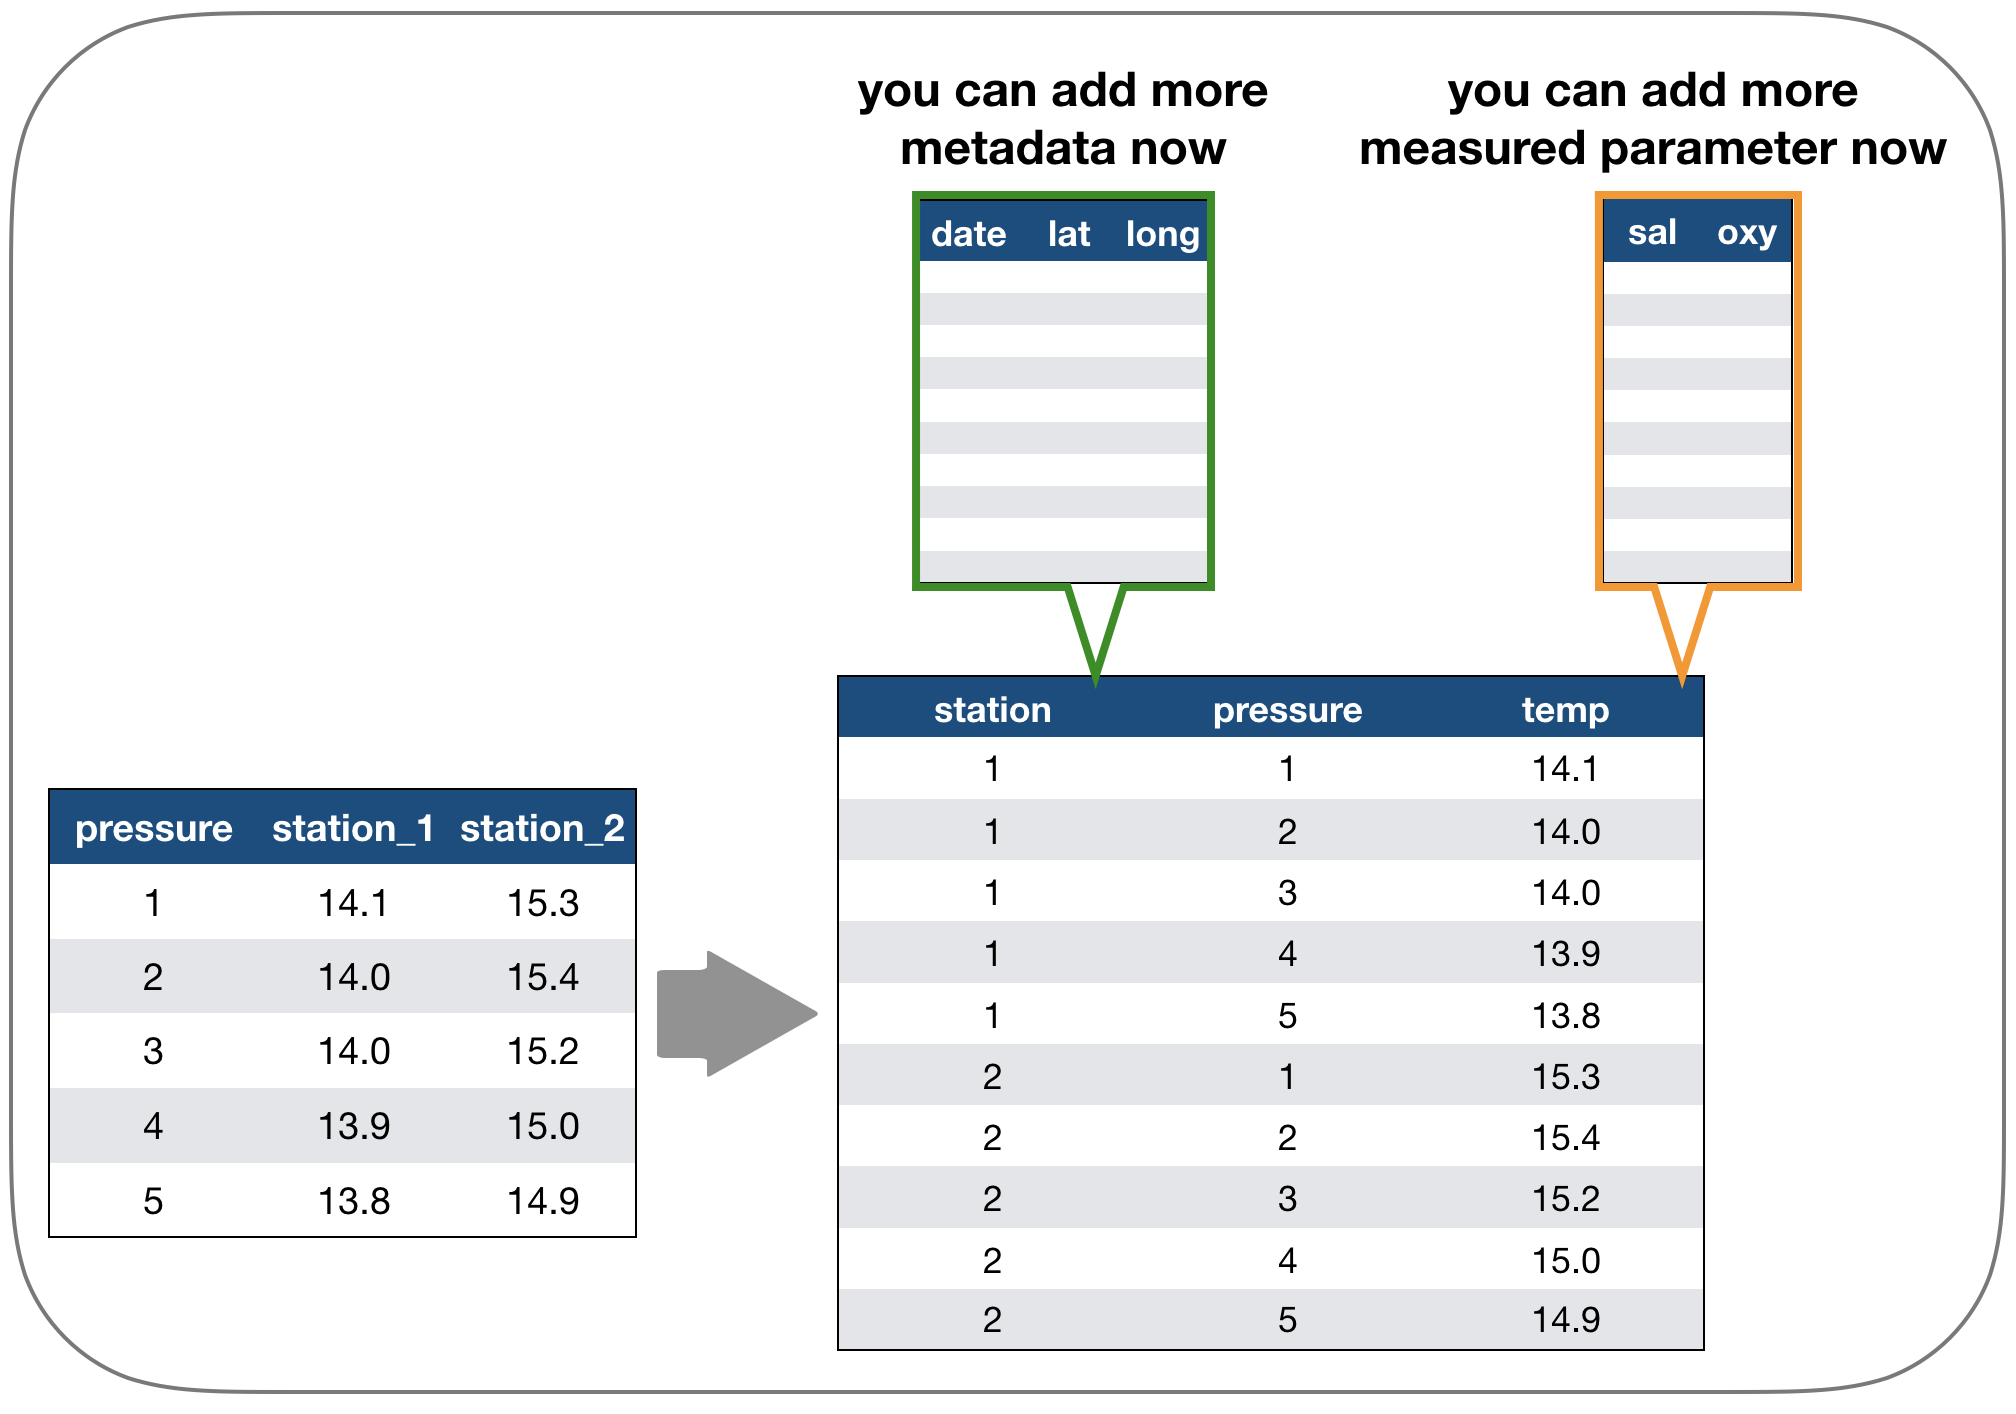 you can add more
metadata now
you can add more
measured parameter now
date lat long
sal oxy
station pressure temp
1 1 14.1
1 2 14.0
1 3 14.0
1 4 13.9
1 5 13.8
2 1 15.3
2 2 15.4
2 3 15.2
2 4 15.0
2 5 14.9
pressure station_1 station_2
1 14.1 15.3
2 14.0 15.4
3 14.0 15.2
4 13.9 15.0
5 13.8 14.9